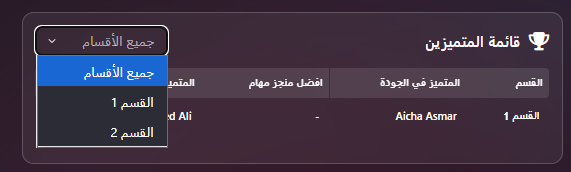 قائمة المتميزين
جميع الأقسام
جميع الأقسام
القسم 1
القسم 2
القسم المتميز في الجودة افضل منجز مهام المتميز
القسم 1 Aicha Asmar - Ali